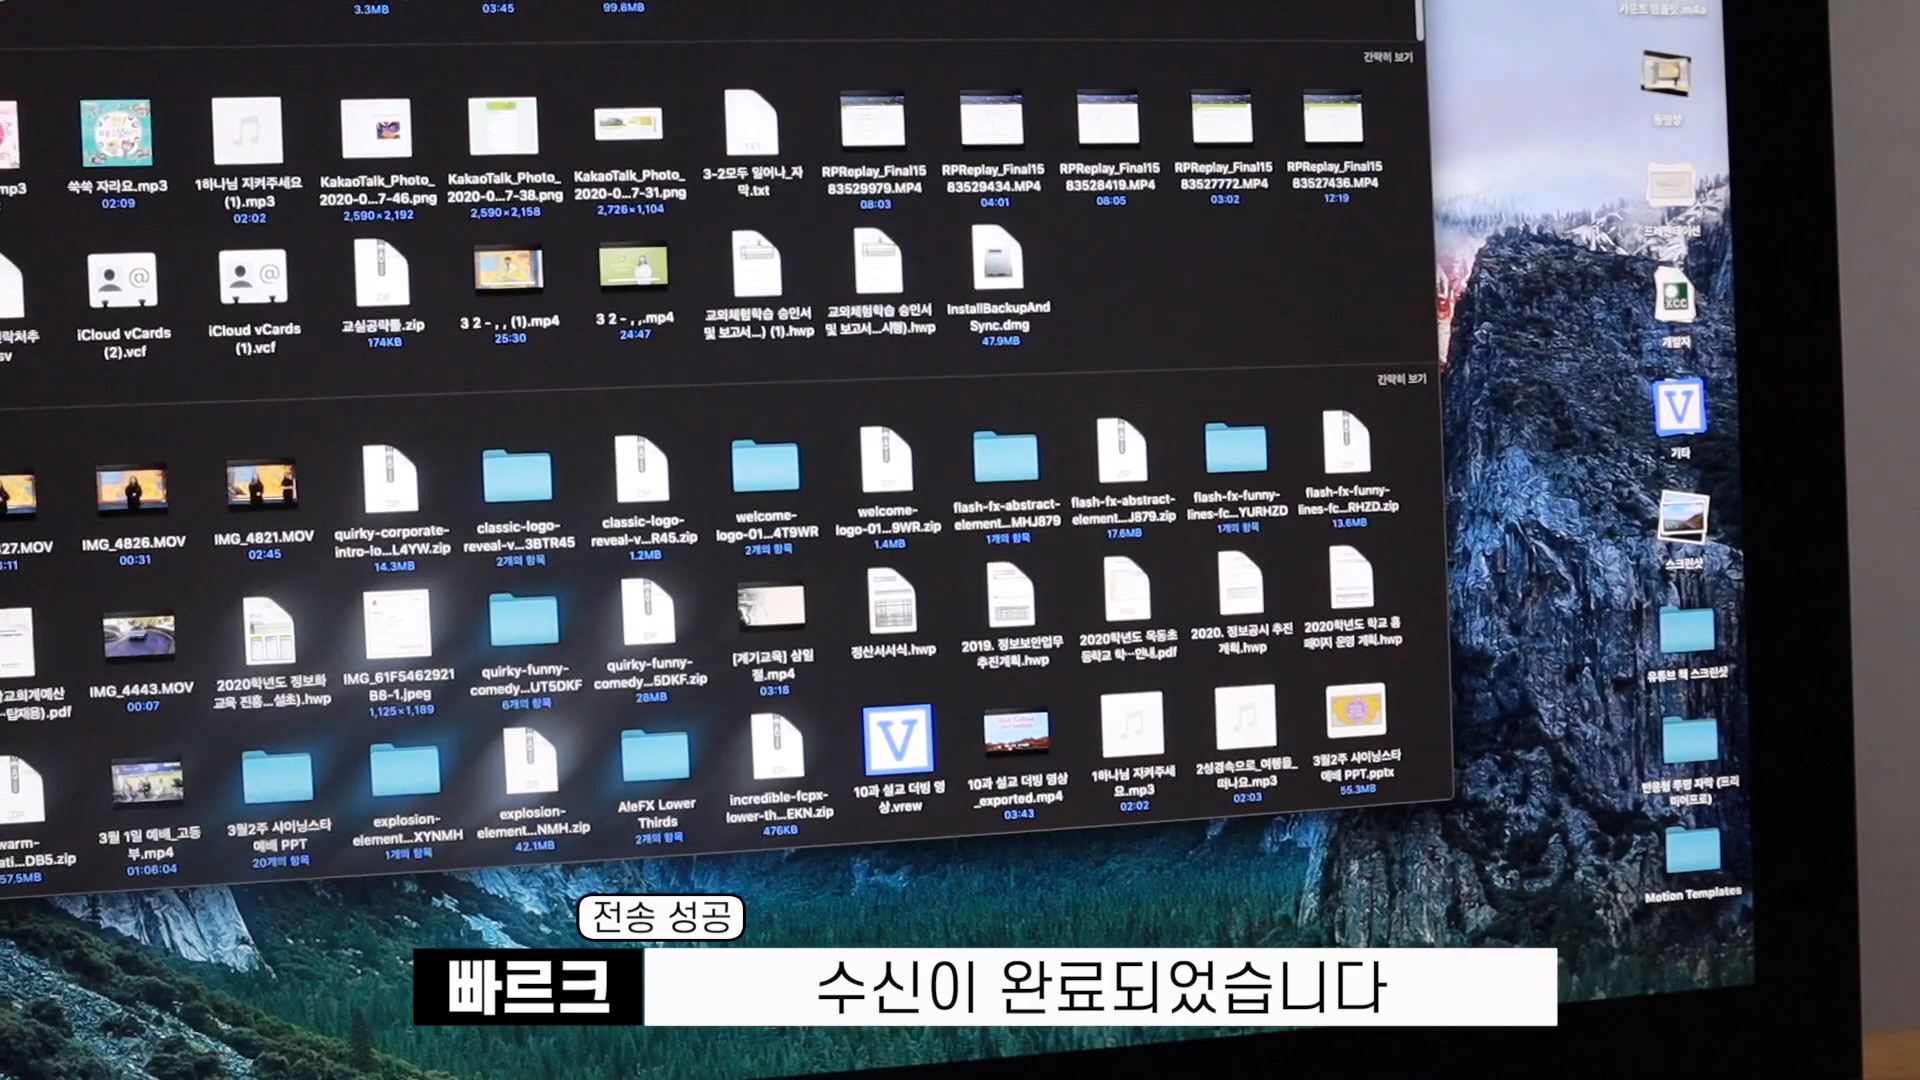 3.3MB
03:45
99.8MB
간략히 보기
mp3
쑥쑥 자라요.mp3
02:09
1하나님 지켜주세요
(1).mp3
02:02
KakaoTalk_Photo_
2020-0...7-46.png
2,590×2,192
KakaoTalk_Photo_
2020-0...7-38.png
2,590×2,158
KakaoTalk_Photo_
2020-0...7-31.png
2,726×1,104
TXT
3-2모두 일어나_자
막.txt
RPReplay_Final15
83529979.MP4
08:03
RPReplay_Final15
83529434.MP4
04:01
RPReplay_Final15
83528419.MP4
08:05
RPReplay_Final15
83527772.MP4
03:02
RPReplay_Final15
83527436.MP4
12:19
iCloud vCards
(2).vcf
iCloud vCards
(1).vcf
ZIP
교실공략툴.zip
174KB
3 2 - , , (1).mp4
25:30
3 2 - , ,.mp4
24:47
교외체험학습 승인서
및 보고서...) (1).hwp
교외체험학습 승인서
및 보고서...시행).hwp
InstallBackupAnd
Sync.dmg
47.9MB
간략히 보기
27.MOV
IMG_4826.MOV
00:31
IMG_4821.MOV
02:45
quirky-corporate-
intro-lo...L4YW.zip
14.3MB
classic-logo-
reveal-v...3BTR45
2개의 항목
ZIP
classic-logo-
reveal-v...R45.zip
1.2MB
welcome-
logo-01...4T9WR
2개의 항목
welcome-
logo-01...9WR.zip
1.4MB
flash-fx-abstract-
element...MHJ879
1개의 항목
ZIP
flash-fx-abstract-
element...J879.zip
17.6MB
flash-fx-funny-
lines-fc...YURHZD
1개의 항목
ZIP
flash-fx-funny-
lines-fc...RHZD.zip
13.6MB
IMG_4443.MOV
00:07
2020학년도 정보화
교육 진흥...설초).hwp
IMG_61F5462921
B8-1.jpeg
1,125×1,189
quirky-funny-
comedy...UT5DKF
6개의 항목
ZIP
quirky-funny-
comedy...5DKF.zip
28MB
[계기교육] 삼일
절.mp4
03:18
정산서서식.hwp
2019. 정보보안업무
추진계획.hwp
2020학년도 목동초
등학교 학...안내.pdf
2020. 정보공시 추진
계획.hwp
2020학년도 학교 홈
페이지 운영 계획.hwp
warm-
ati...DB5.zip
57.5MB
3월 1일 예배_고등
부.mp4
01:06:04
3월2주 샤이닝스타
예배 PPT
20개의 항목
explosion-
element...XYNMH
1개의 항목
ZIP
explosion-
element...NMH.zip
42.1MB
AleFX Lower
Thirds
2개의 항목
ZIP
incredible-fcpx-
lower-th...EKN.zip
476KB
V
10과 설교 더빙 영
상.vrew
10과 설교 더빙 영상
_exported.mp4
03:43
1하나님 지켜주세
요.mp3
02:02
2성경속으로_여행을_
떠나요.mp3
02:03
3월2주 샤이닝스타
예배 PPT.pptx
55.3MB
동영상
프레젠테이션
XCC
개발자
V
기타
스크린샷
유튜브 팩 스크린샷
반응형 투명 자막 (프리
미어프로)
Motion Templates
전송 성공
빠르크
수신이 완료되었습니다